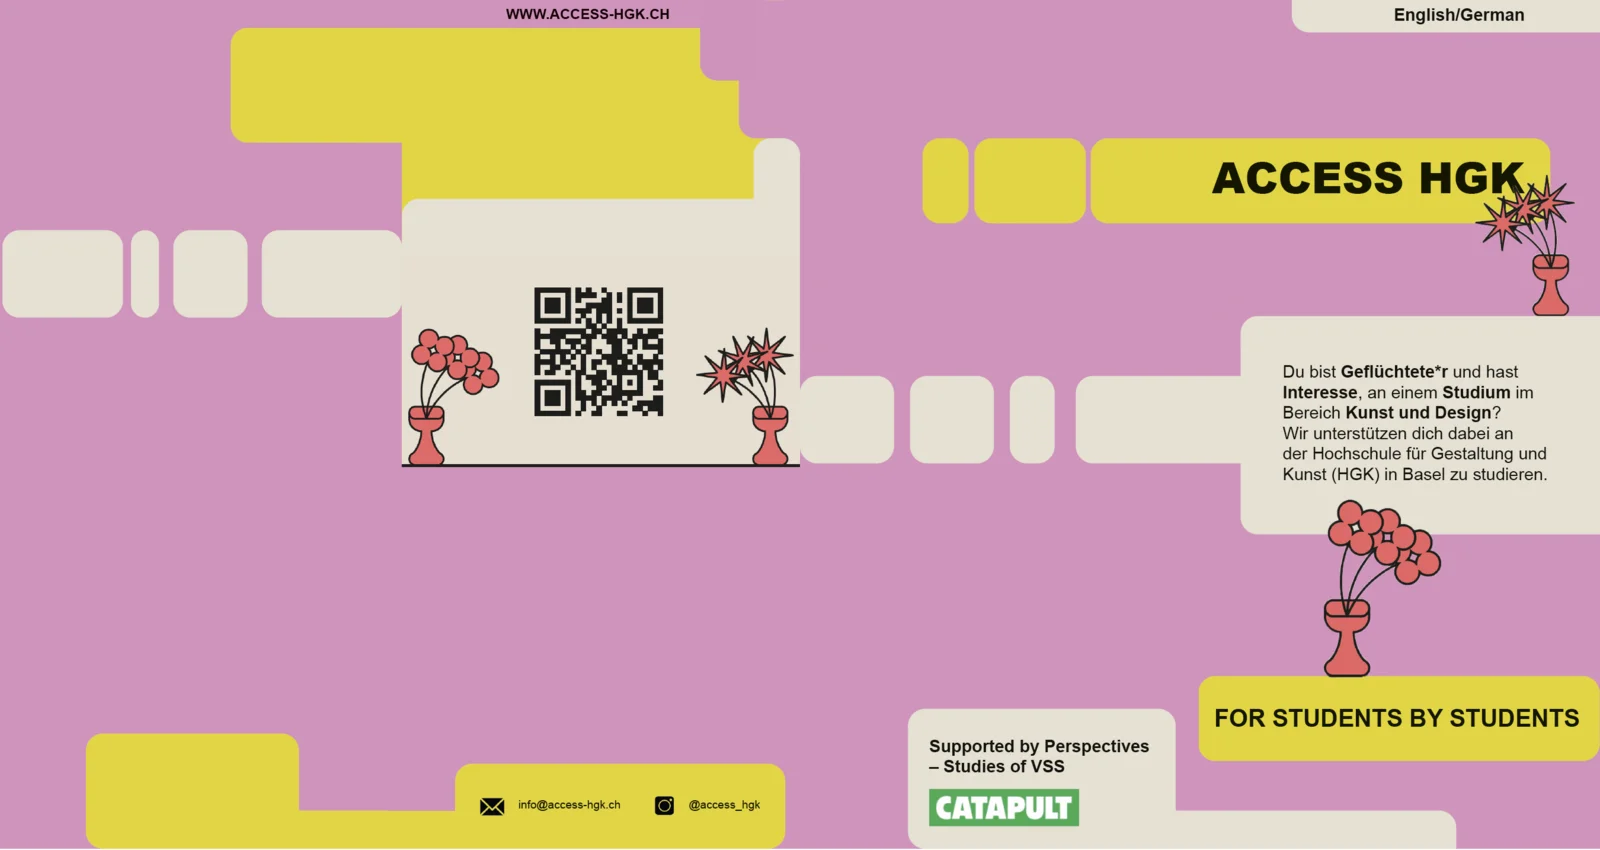 WWW.ACCESS-HGK.CH
English/German
ACCESS HGK
Du bist Geflüchtete*r und hast
Interesse, an einem Studium im
Bereich Kunst und Design?
Wir unterstützen dich dabei an
der Hochschule für Gestaltung und
Kunst (HGK) in Basel zu studieren.
FOR STUDENTS BY STUDENTS
Supported by Perspectives
– Studies of VSS
CATAPULT
info@access-hgk.ch
@access_hgk